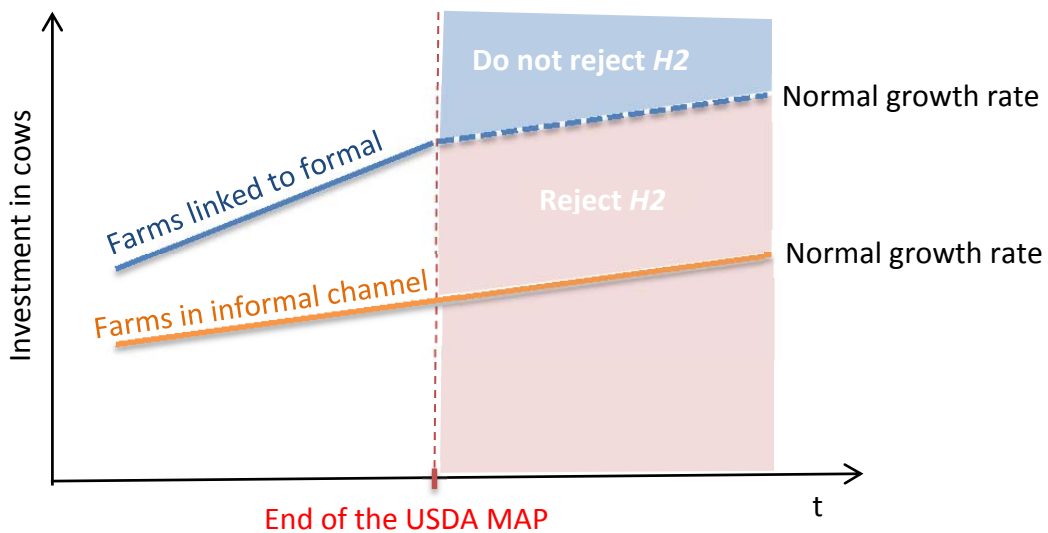 Do not reject H2
Normal growth rate
Investment in cows
Farms linked to formal
Reject H2
Normal growth rate
Farms in informal channel
t
End of the USDA MAP